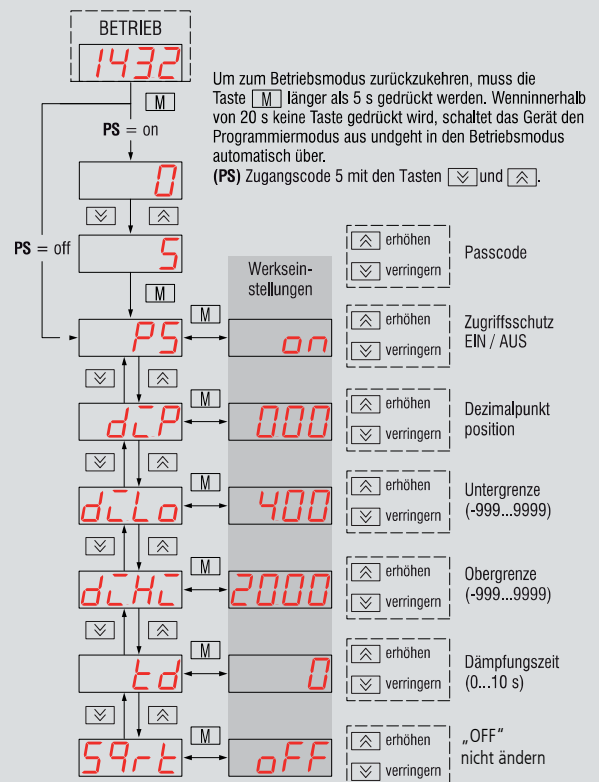 BETRIEB
1432
M
PS = on
Um zum Betriebsmodus zurückzukehren, muss die
Taste M länger als 5 s gedrückt werden. Wenninnerhalb
von 20 s keine Taste gedrückt wird, schaltet das Gerät den
Programmiermodus aus undgeht in den Betriebsmodus
automatisch über.
(PS) Zugangscode 5 mit den Tasten und .
0
PS = off
5
M
Werksein-
stellungen
erhöhen
verringern
Passcode
PS
M
on
erhöhen
verringern
Zugriffsschutz
EIN / AUS
diP
M
000
erhöhen
verringern
Dezimalpunkt
position
diLo
M
400
erhöhen
verringern
Untergrenze
(-999...9999)
diHi
M
2000
erhöhen
verringern
Obergrenze
(-999...9999)
td
M
0
erhöhen
verringern
Dämpfungszeit
(0...10 s)
Sqrt
M
oFF
erhöhen
verringern
„OFF"
nicht ändern